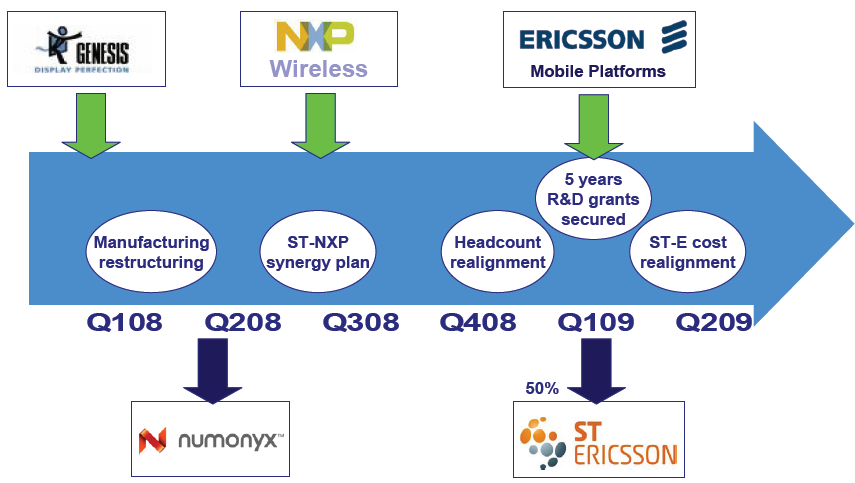 GENESIS
DISPLAY PERFECTION
NXP
Wireless
ERICSSON
Mobile Platforms
Manufacturing
restructuring
ST-NXP
synergy plan
Headcount
realignment
5 years
R&D grants
secured
ST-E cost
realignment
Q108
Q208
Q308
Q408
Q109
Q209
numonyx™
50%
ST
ERICSSON